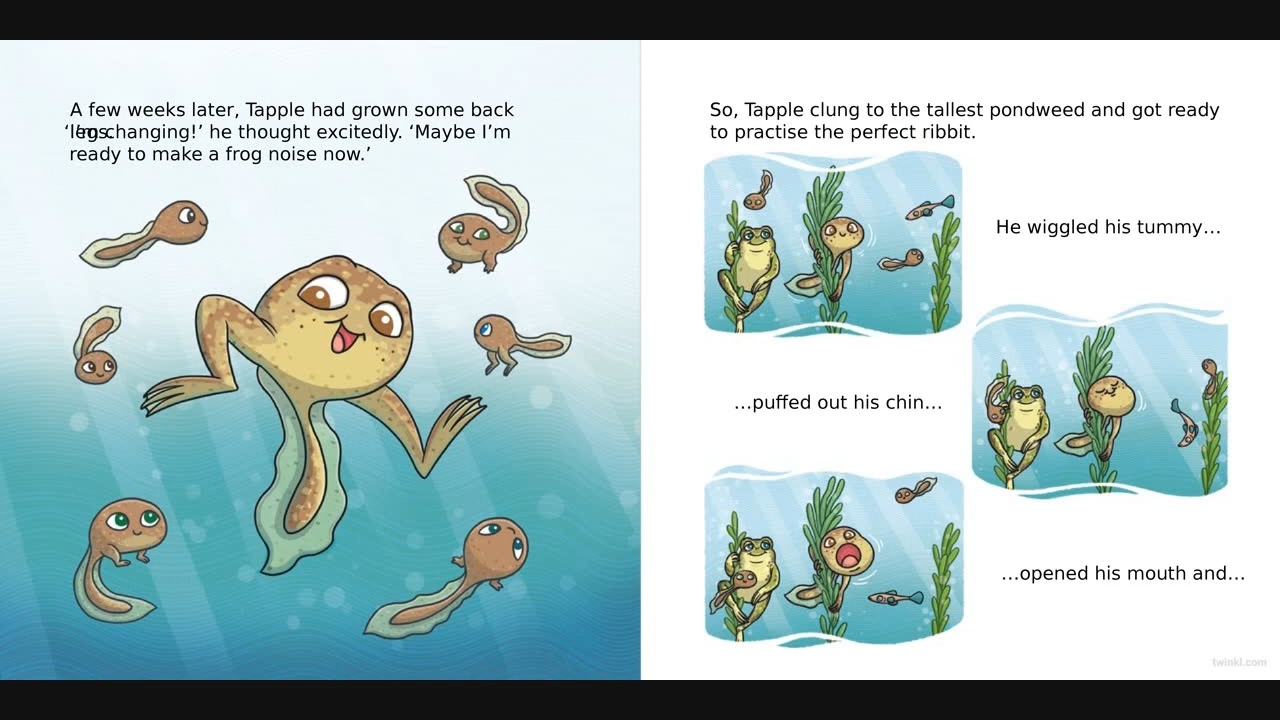 A few weeks later, Tapple had grown some back
legs.
‘I’m changing!’ he thought excitedly. ‘Maybe I’m
ready to make a frog noise now.’
So, Tapple clung to the tallest pondweed and got ready
to practise the perfect ribbit.
He wiggled his tummy…
…puffed out his chin…
…opened his mouth and…
twinkl.com